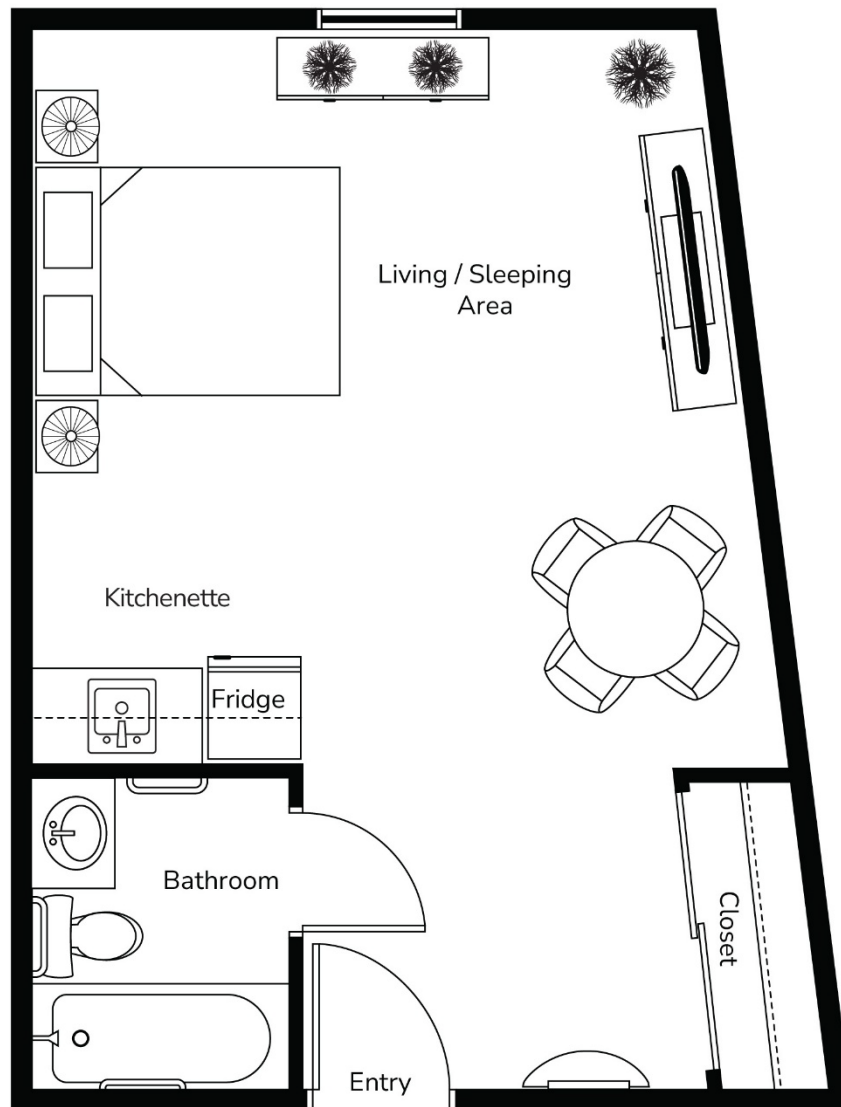 Living / Sleeping
Area
Kitchenette
Fridge
Bathroom
Closet
Entry